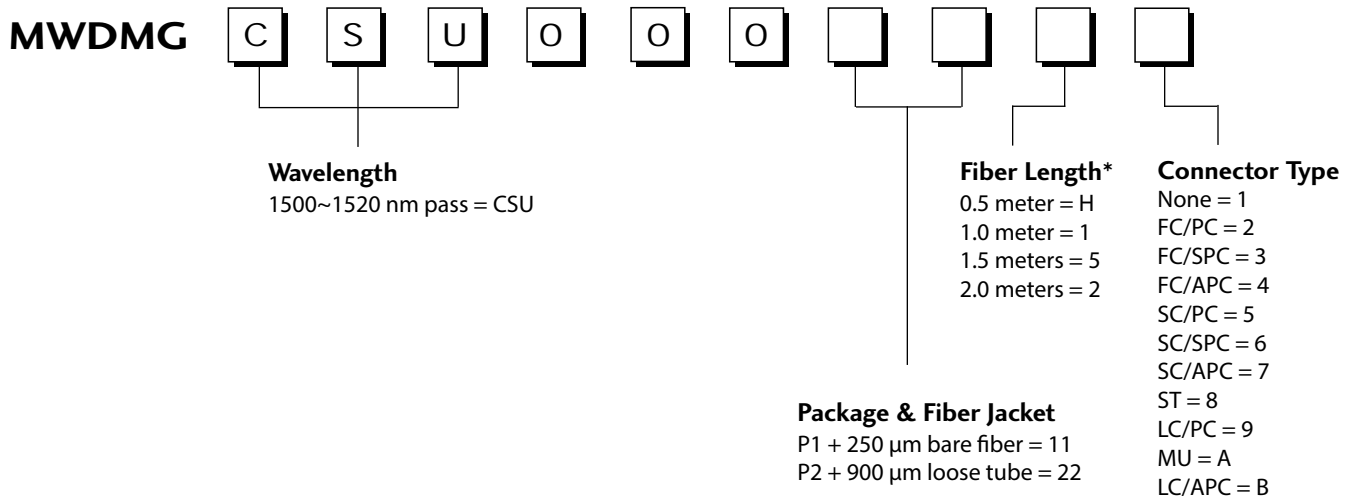 MWDMG C S U 0 0 0
Wavelength
1500~1520 nm pass = CSU
Package & Fiber Jacket
P1 + 250 µm bare fiber = 11
P2 + 900 µm loose tube = 22
Fiber Length*
0.5 meter = H
1.0 meter = 1
1.5 meters = 5
2.0 meters = 2
Connector Type
None = 1
FC/PC = 2
FC/SPC = 3
FC/APC = 4
SC/PC = 5
SC/SPC = 6
SC/APC = 7
ST = 8
LC/PC = 9
MU = A
LC/APC = B